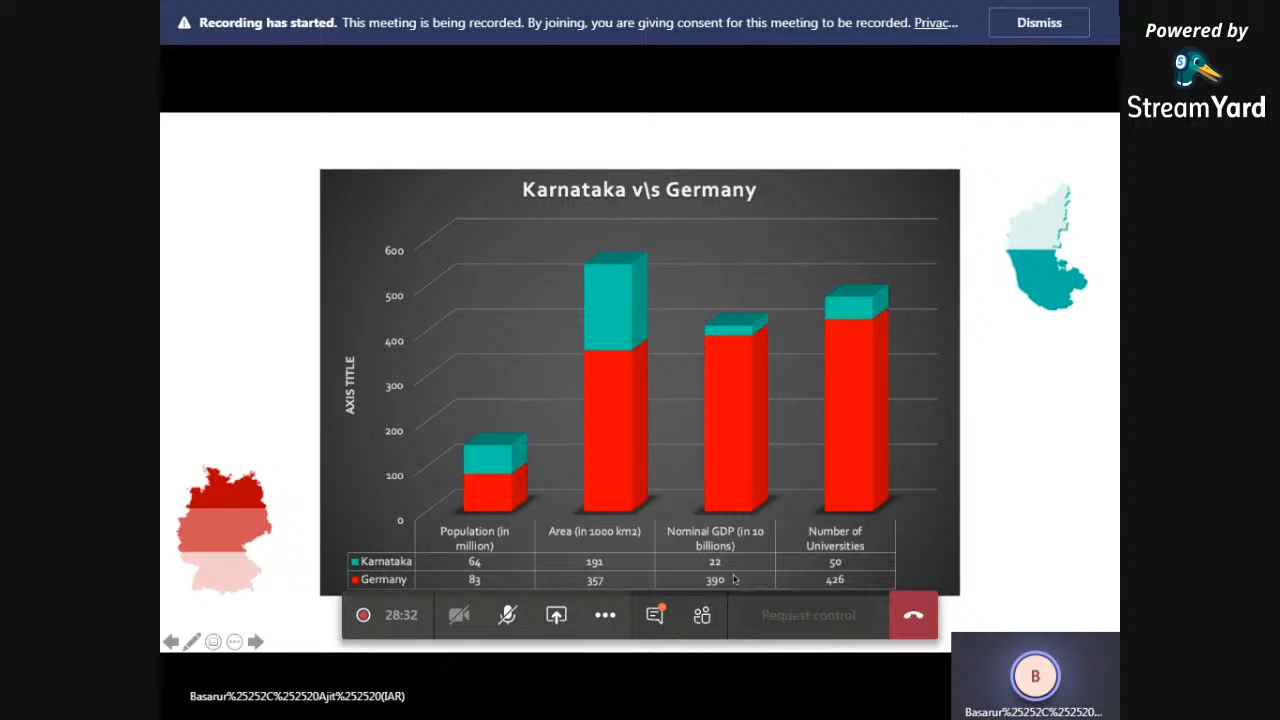 Recording has started. This meeting is being recorded. By joining, you are giving consent for this meeting to be recorded. Privac...
Dismiss
Powered by
S
StreamYard
Karnataka v\s Germany
AXIS TITLE
600
500
400
300
200
100
0
Population (in million)
Area (in 1000 km2)
Nominal GDP (in 10 billions)
Number of Universities
Karnataka 64 191 22 50
Germany 83 357 390 426
28:32
Request control
B
Basarur%25252C%252520Ajit%252520(IAR)
Basarur%25252C%252520...